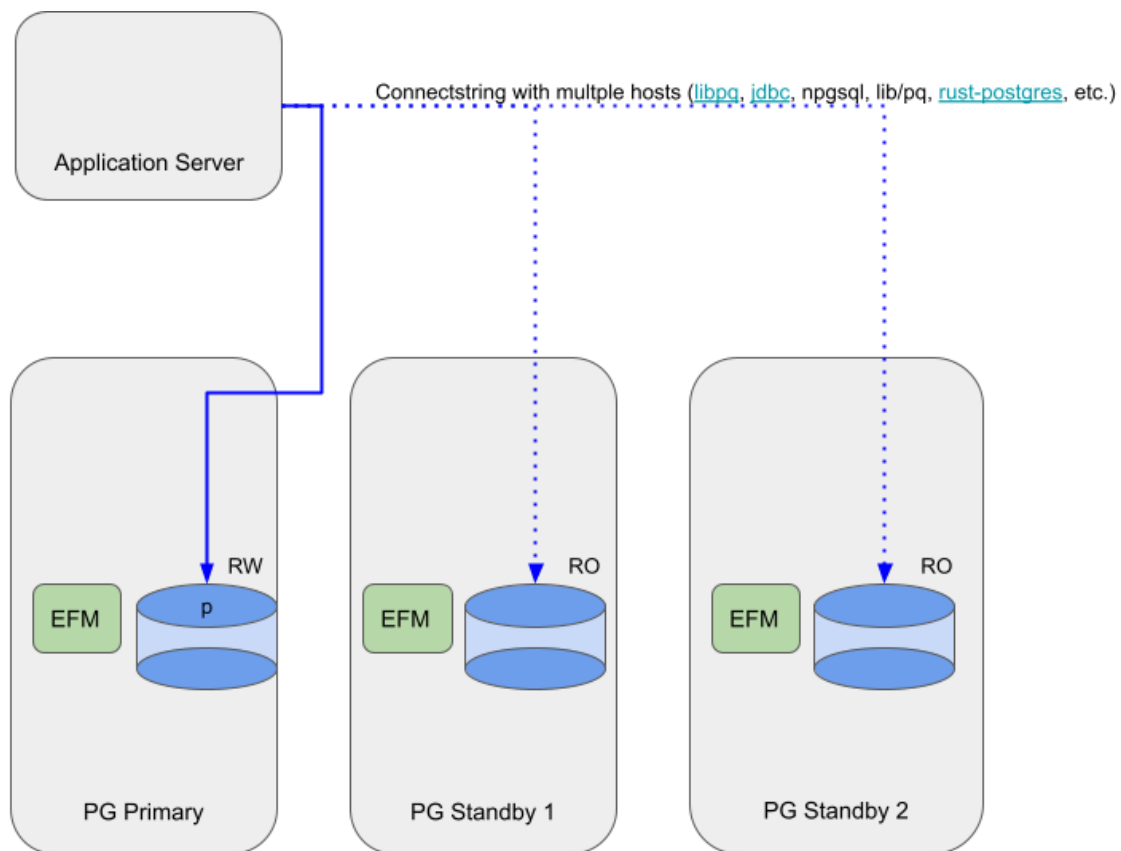 Connectstring with multple hosts (libpq, jdbc, npgsql, lib/pq, rust-postgres, etc.)
Application Server
RW
RO
RO
EFM
p
EFM
EFM
PG Primary
PG Standby 1
PG Standby 2